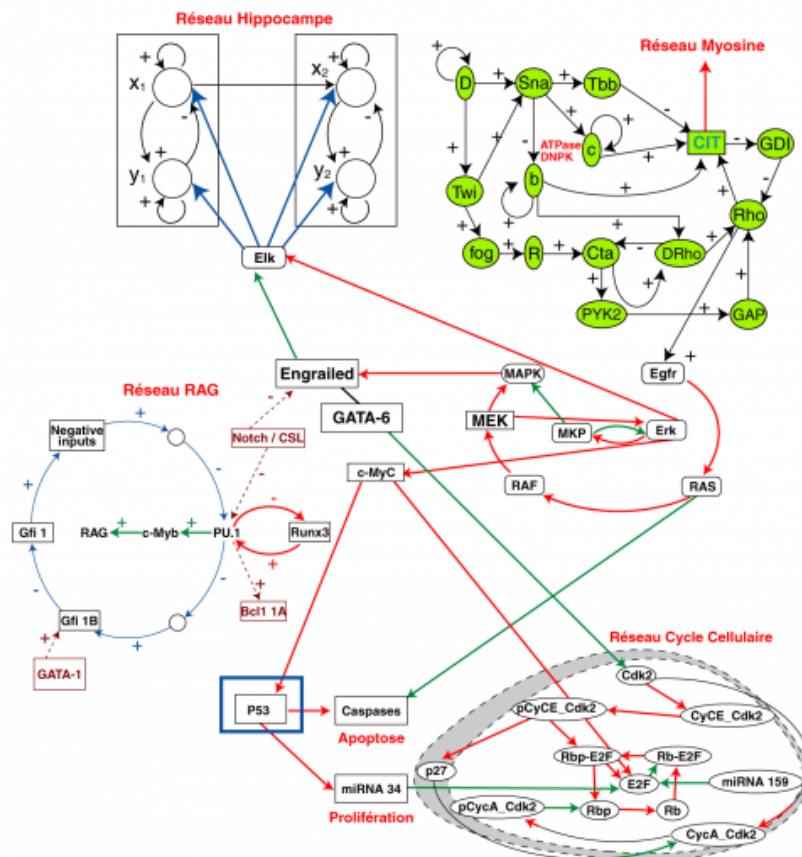 Réseau Hippocampe
Réseau Myosine
+
+
x1
x2
-
-
+
+
y1
y2
+
+
Elk
+
D
+
Sna
+
Tbb
-
+
+
-
+
ATPase
DNPK
c
+
CIT
-
GDI
+
-
Twi
b
+
+
+
Rho
+
fog
+
R
+
Cta
-
DRho
+
+
+
+
PYK2
+
GAP
Egfr
+
Engrailed
MAPK
GATA-6
Réseau RAG
-
Notch / CSL
-
MEK
MKP
Erk
c-MyC
RAF
RAS
+
Negative
inputs
-
+
Gfi 1
RAG
+
c-Myb
+
PU.1
-
+
Runx3
-
-
+
Bcl1 1A
Gfi 1B
+
+
GATA-1
P53
Caspases
Apoptose
miRNA 34
Prolifération
Réseau Cycle Cellulaire
Cdk2
pCyCE_Cdk2
CyCE_Cdk2
p27
Rbp-E2F
Rb-E2F
E2F
miRNA 159
pCycA_Cdk2
Rbp
Rb
CycA_Cdk2